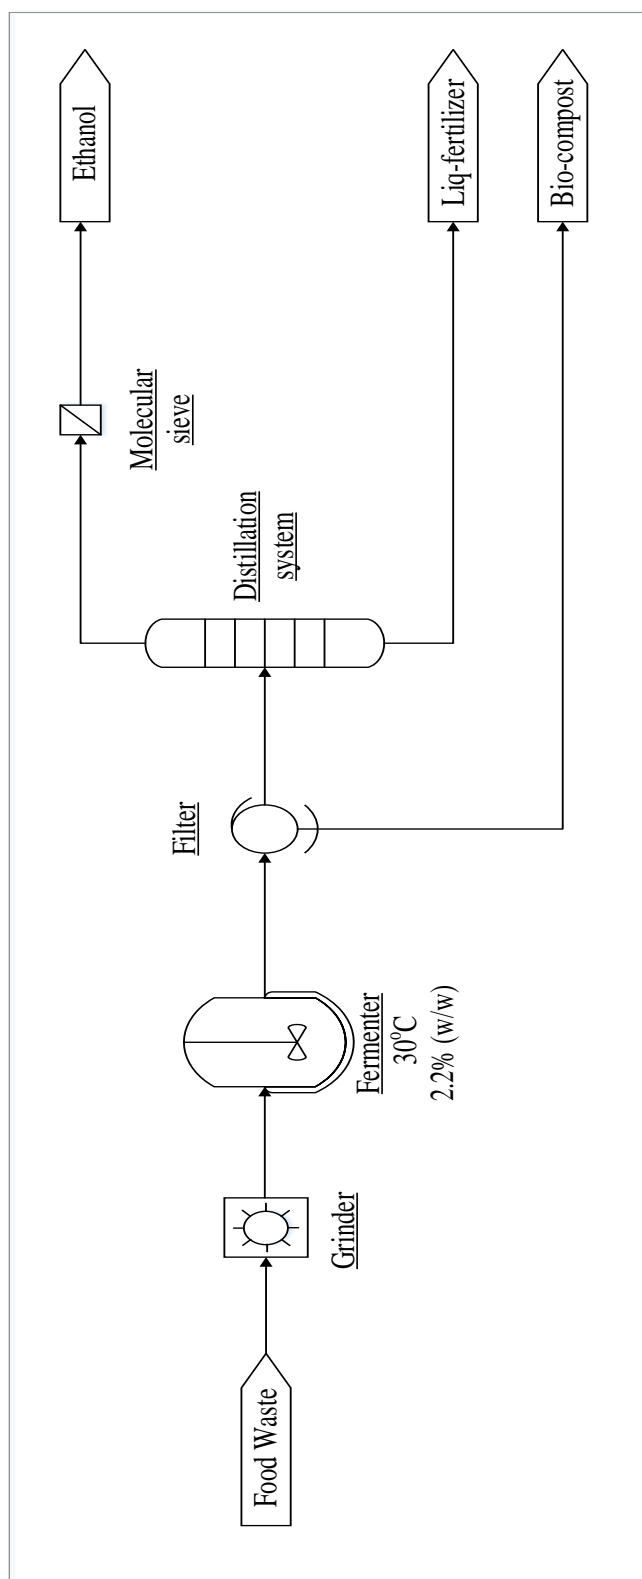 Food Waste
Grinder
Fermenter
30°C
2.2% (w/w)
Filter
Distillation
system
Molecular
sieve
Ethanol
Liq-fertilizer
Bio-compost